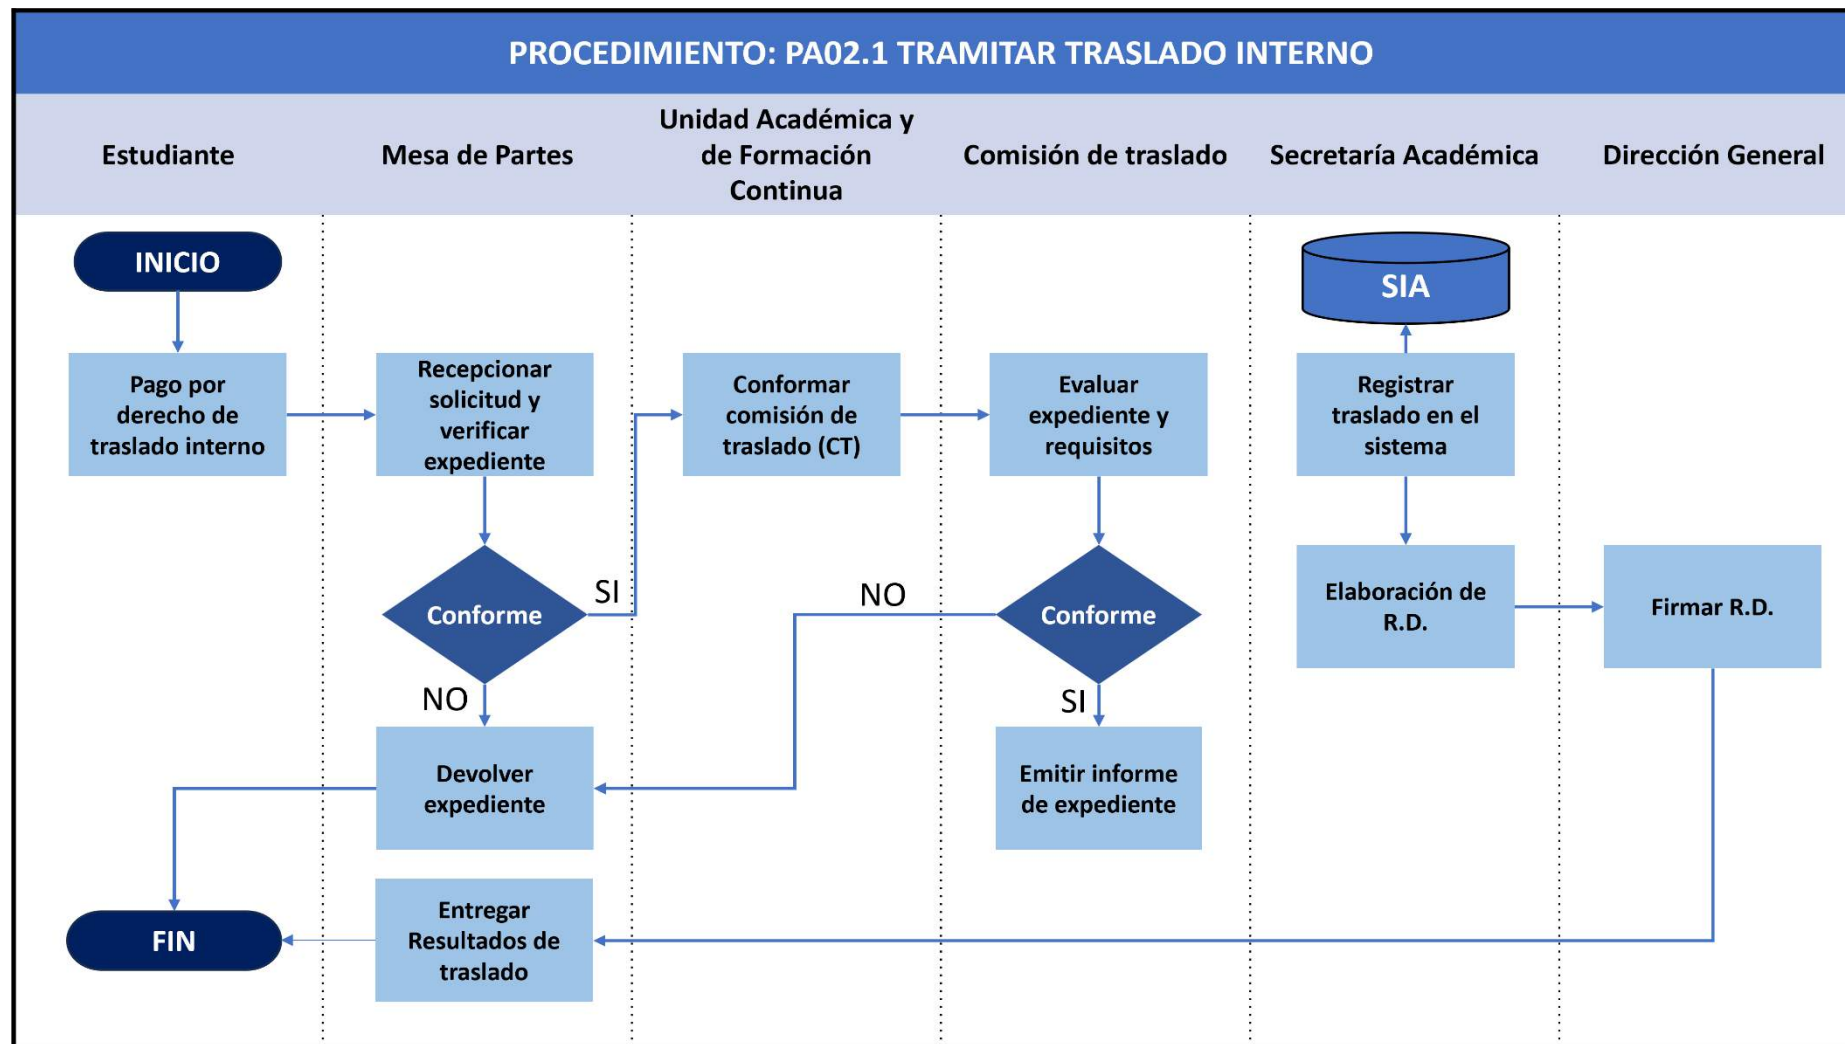 PROCEDIMIENTO: PA02.1 TRAMITAR TRASLADO INTERNO
Estudiante
Mesa de Partes
Unidad Académica y
de Formación
Continua
Comisión de traslado
Secretaría Académica
Dirección General
INICIO
SIA
Pago por
derecho de
traslado interno
Recepcionar
solicitud y
verificar
expediente
Conformar
comisión de
traslado (CT)
Evaluar
expediente y
requisitos
Registrar
traslado en el
sistema
Conforme
SI
NO
NO
Conforme
SI
Elaboración de
R.D.
Firmar R.D.
Devolver
expediente
Emitir informe
de expediente
FIN
Entregar
Resultados de
traslado